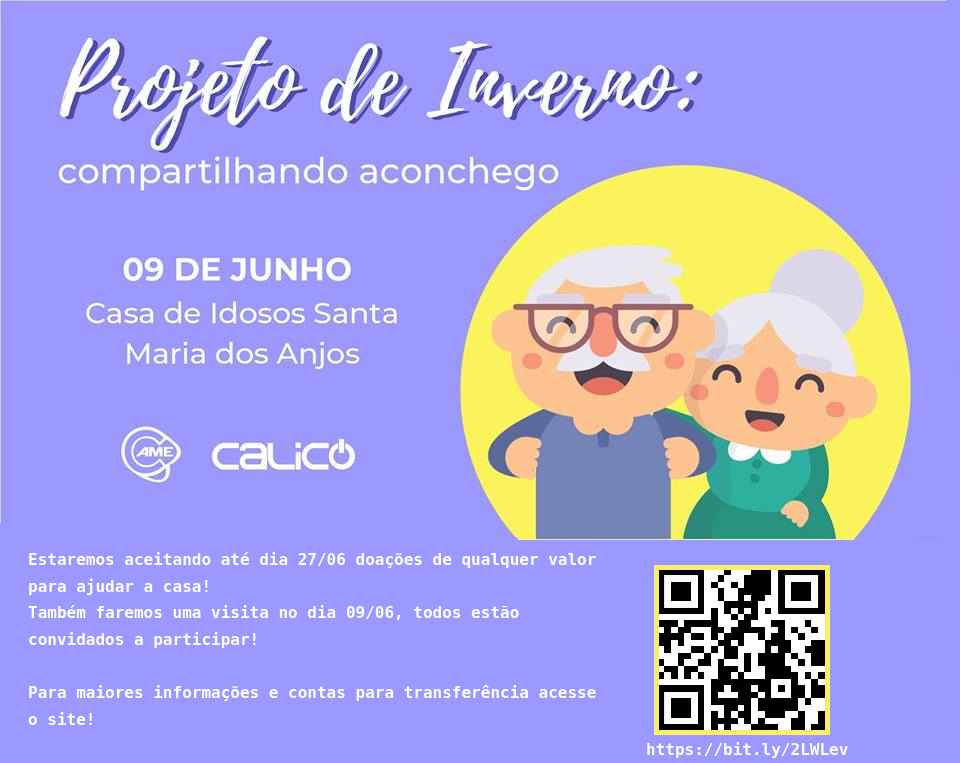 Projeto de Inverno:
compartilhando aconchego
09 DE JUNHO
Casa de Idosos Santa
Maria dos Anjos
AME
CALICO
Estaremos aceitando até dia 27/06 doações de qualquer valor
para ajudar a casa!
Também faremos uma visita no dia 09/06, todos estão
convidados a participar!
Para maiores informações e contas para transferência acesse
o site!
https://bit.ly/2LWLev